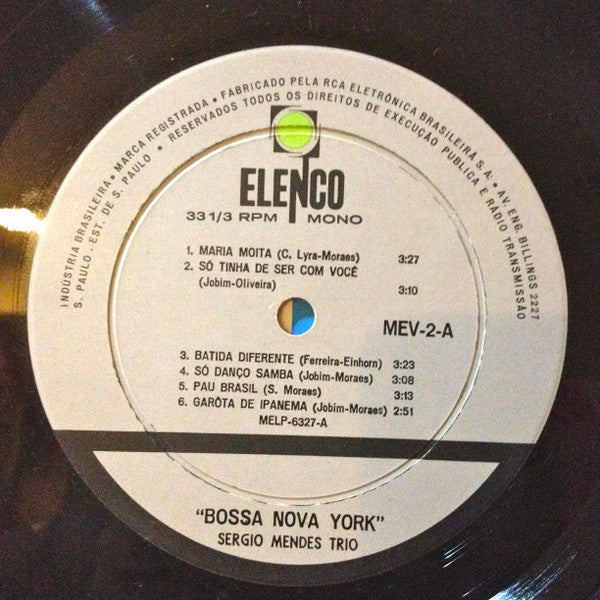 INDÚSTRIA BRASILEIRA • MARCA REGISTRADA • FABRICADO PELA RCA ELETRÔNICA BRASILEIRA S.A. • AV. ENG. BILLINGS 2227
S. PAULO - EST. DE S. PAULO • RESERVADOS TODOS OS DIREITOS DE EXECUÇÃO PUBLICA E RÁDIO TRANSMISSÃO
ELENCO
33 1/3 RPM MONO
1. MARIA MOITA (C. Lyra-Moraes) 3:27
2. SÓ TINHA DE SER COM VOCÊ
(Jobim-Oliveira) 3:10
MEV-2-A
3. BATIDA DIFERENTE (Ferreira-Einhorn) 3:23
4. SÓ DANÇO SAMBA (Jobim-Moraes) 3:08
5. PAU BRASIL (S. Moraes) 3:13
6. GARÔTA DE IPANEMA (Jobim-Moraes) 2:51
MELP-6327-A
"BOSSA NOVA YORK"
SERGIO MENDES TRIO